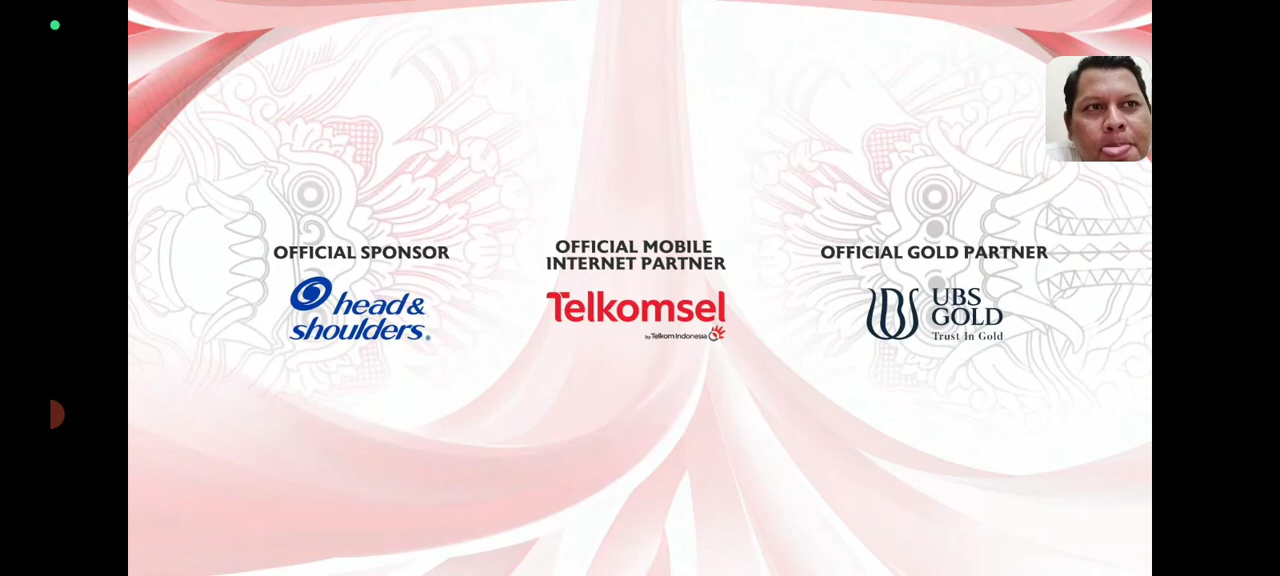 OFFICIAL SPONSOR
head &
shoulders®
OFFICIAL MOBILE
INTERNET PARTNER
Telkomsel
by Telkom Indonesia
OFFICIAL GOLD PARTNER
UBS
GOLD
Trust In Gold